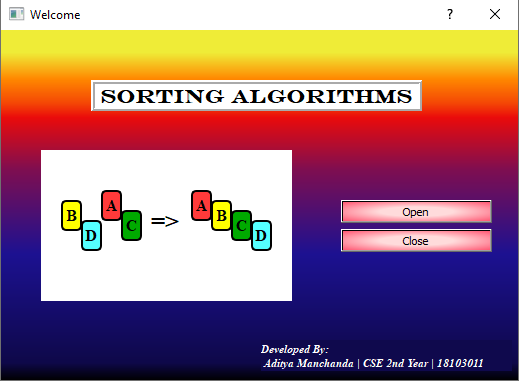 Welcome
SORTING ALGORITHMS
B D A C => A B C D
Open
Close
Developed By:
Aditya Manchanda | CSE 2nd Year | 18103011